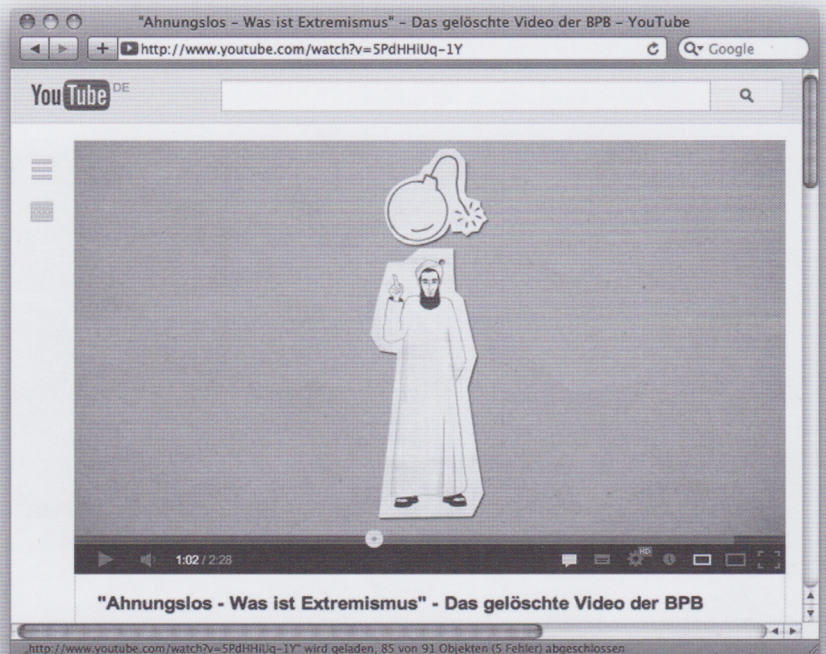 "Ahnungslos - Was ist Extremismus" - Das gelöschte Video der BPB - YouTube
http://www.youtube.com/watch?v=5PdHHiUq-1Y
Google
YouTube DE
HD
1:02 / 2:28
"Ahnungslos - Was ist Extremismus" - Das gelöschte Video der BPB
„http://www.youtube.com/watch?v=5PdHHiUq-1Y" wird geladen, 85 von 91 Objekten (5 Fehler) abgeschlossen